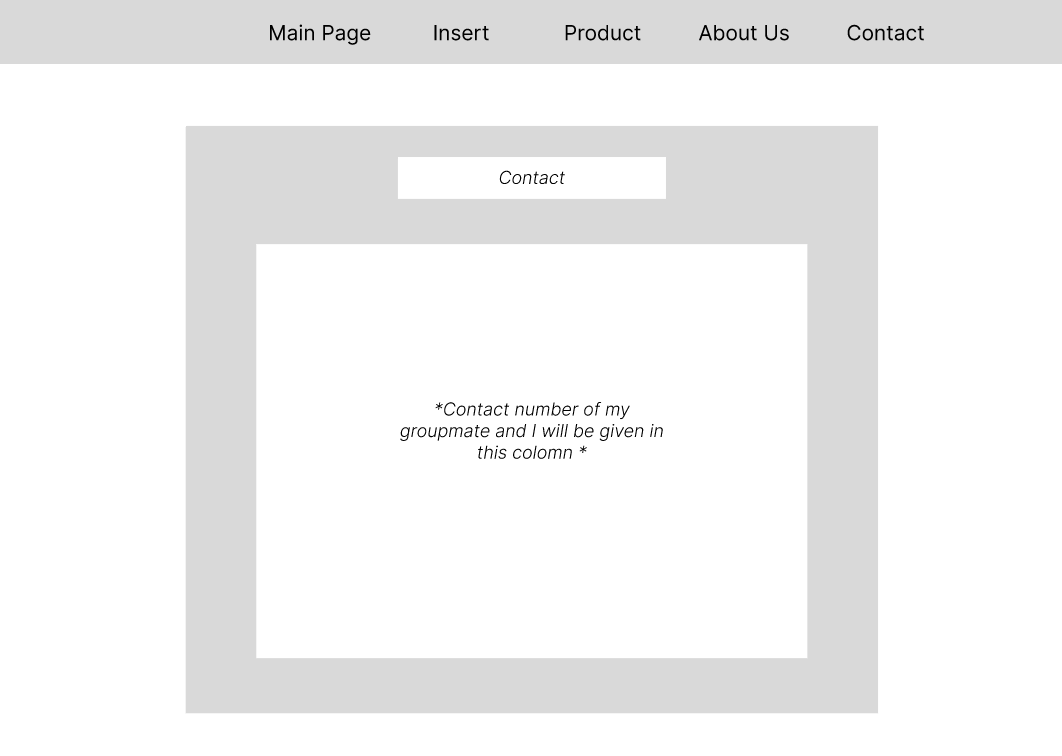 Main Page Insert Product About Us Contact
Contact
*Contact number of my
groupmate and I will be given in
this colomn *